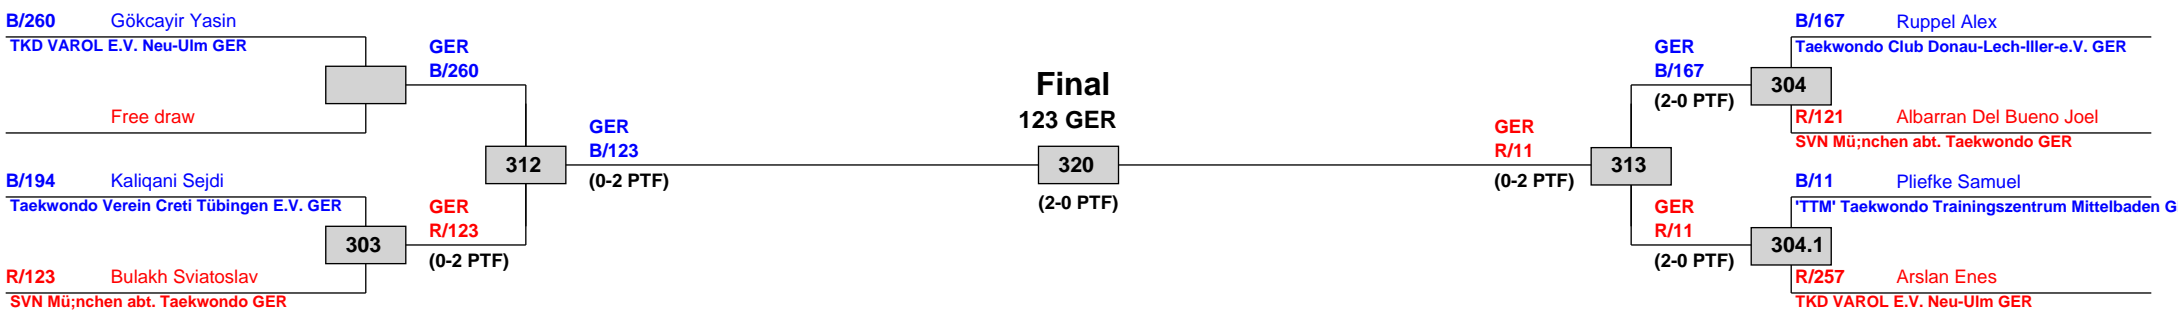 B/260 Gökcayir Yasin
TKD VAROL E.V. Neu-Ulm GER
Free draw
B/194 Kaliqani Sejdi
Taekwondo Verein Creti Tübingen E.V. GER
303
R/123 Bulakh Sviatoslav
SVN Mü;nchen abt. Taekwondo GER
GER
B/260
GER
R/123
(0-2 PTF)
312
GER
B/123
(0-2 PTF)
Final
123 GER
320
(2-0 PTF)
GER
R/11
(0-2 PTF)
313
GER
B/167
(2-0 PTF)
GER
R/11
(2-0 PTF)
B/167 Ruppel Alex
Taekwondo Club Donau-Lech-Iller-e.V. GER
304
R/121 Albarran Del Bueno Joel
SVN Mü;nchen abt. Taekwondo GER
B/11 Pliefke Samuel
'TTM' Taekwondo Trainingszentrum Mittelbaden G
304.1
R/257 Arslan Enes
TKD VAROL E.V. Neu-Ulm GER